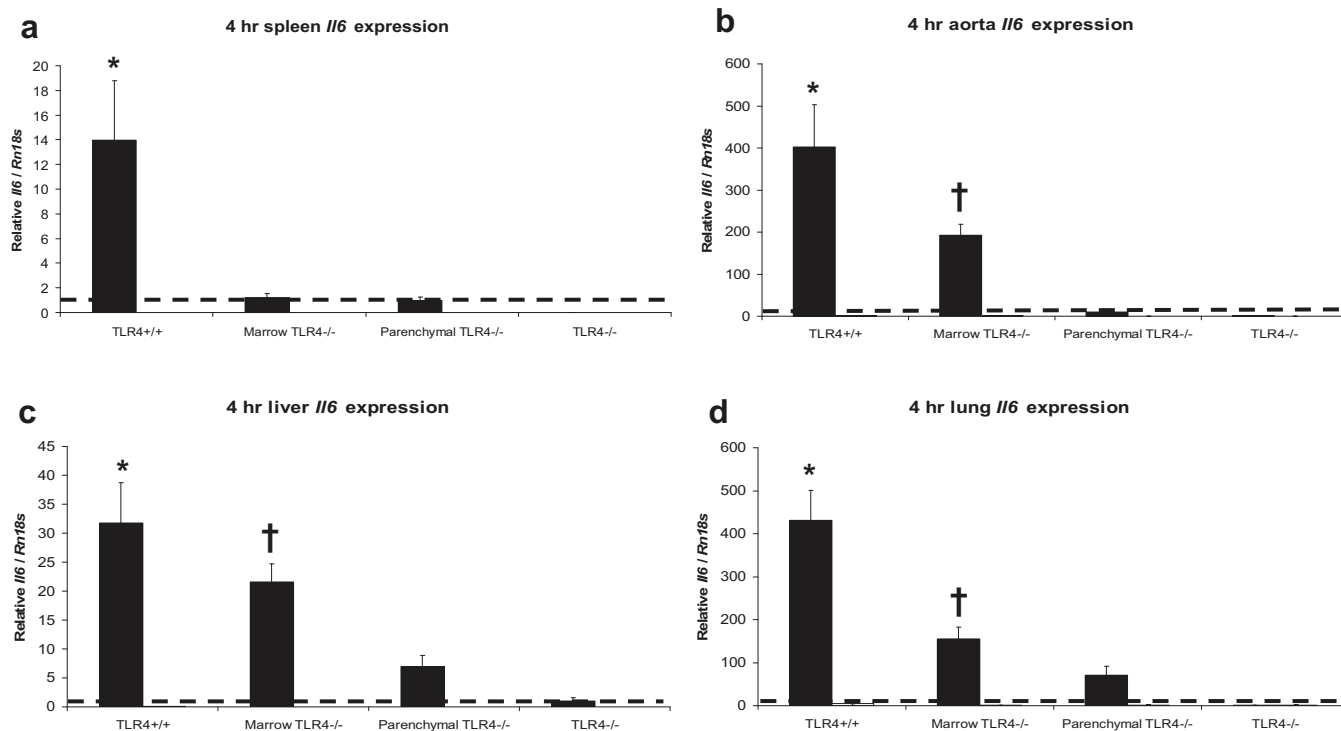 a
4 hr spleen Il6 expression
Relative Il6 / Rn18s
20
18
16
14
12
10
8
6
4
2
0
*
TLR4+/+
Marrow TLR4-/-
Parenchymal TLR4-/-
TLR4-/-
b
4 hr aorta Il6 expression
Relative Il6 / Rn18s
600
500
400
300
200
100
0
*
†
TLR4+/+
Marrow TLR4-/-
Parenchymal TLR4-/-
TLR4-/-
c
4 hr liver Il6 expression
Relative Il6 / Rn18s
45
40
35
30
25
20
15
10
5
0
*
†
TLR4+/+
Marrow TLR4-/-
Parenchymal TLR4-/-
TLR4-/-
d
4 hr lung Il6 expression
Relative Il6 / Rn18s
600
500
400
300
200
100
0
*
†
TLR4+/+
Marrow TLR4-/-
Parenchymal TLR4-/-
TLR4-/-